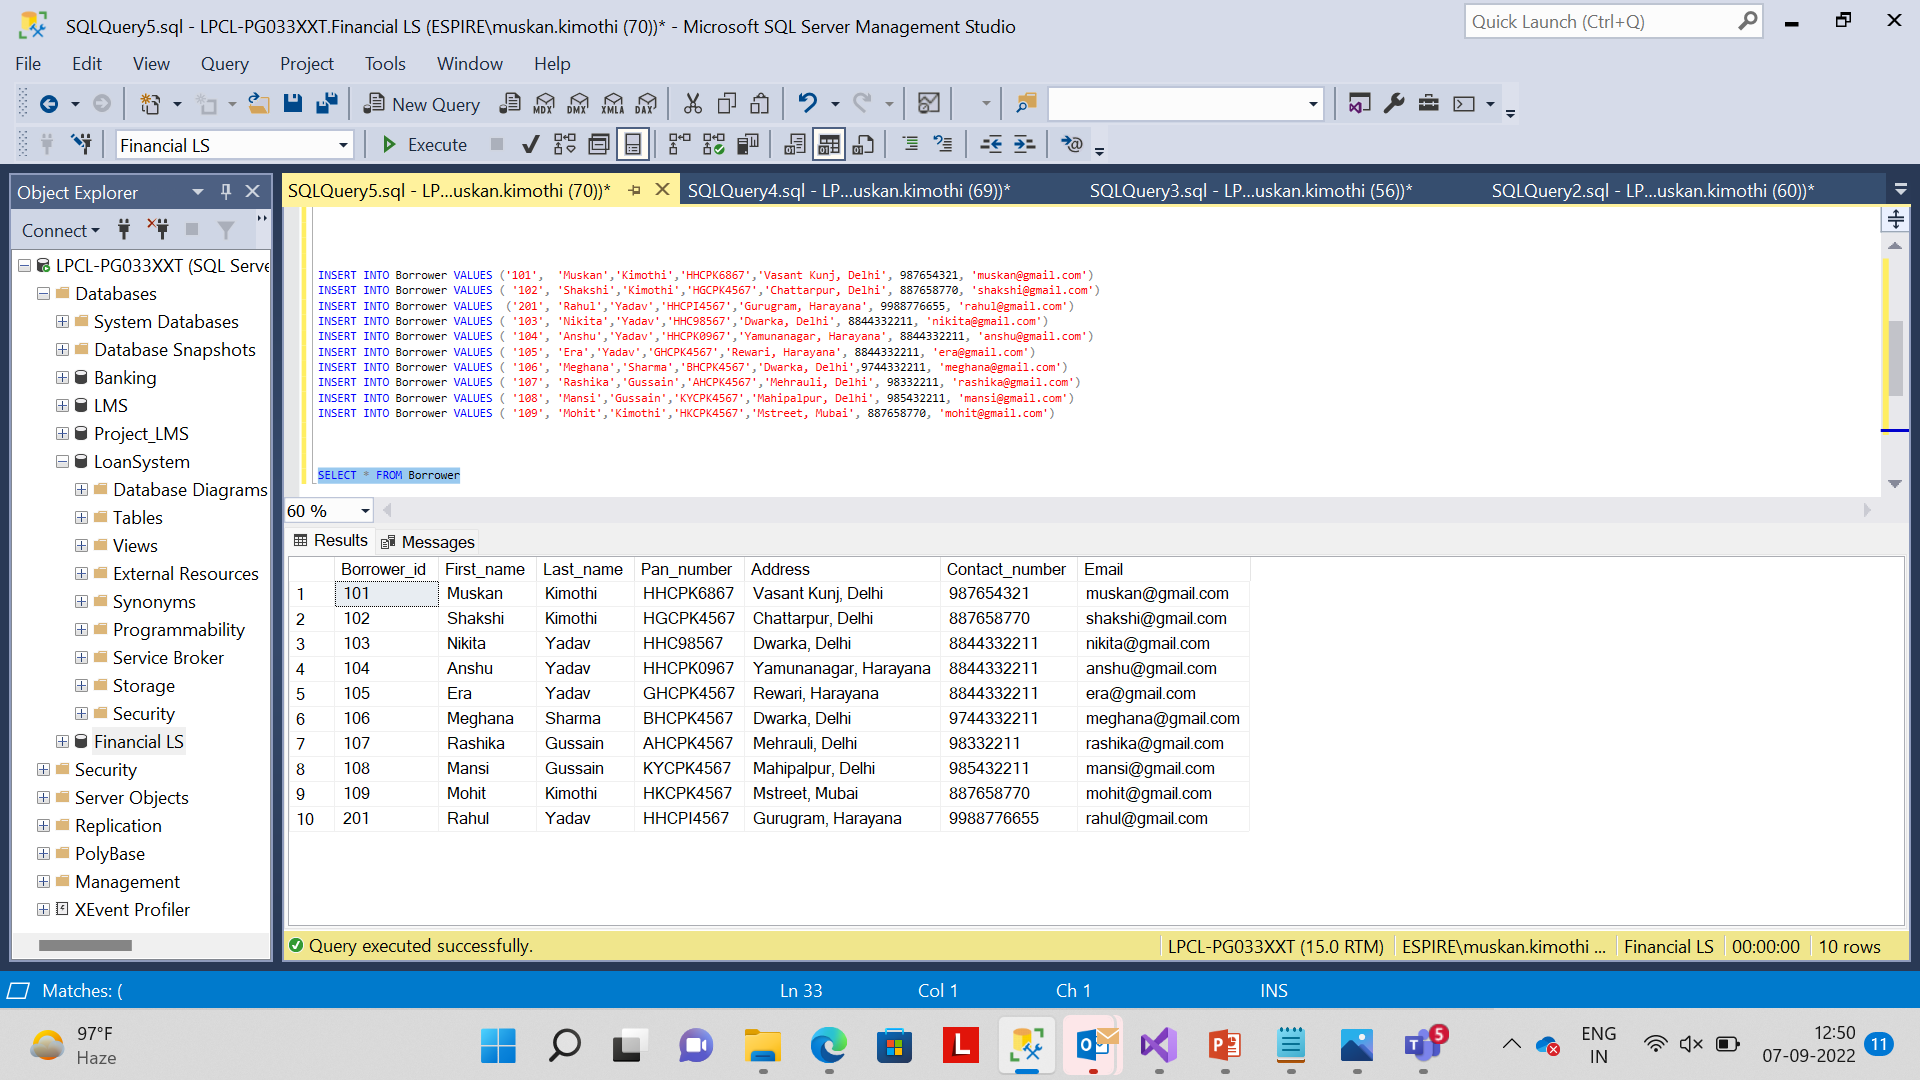 SQLQuery5.sql - LPCL-PG033XXT.Financial LS (ESPIRE\muskan.kimothi (70))* - Microsoft SQL Server Management Studio
Quick Launch (Ctrl+Q)
File Edit View Query Project Tools Window Help
New Query MDX DMX XMLA DAX
Financial LS Execute
Object Explorer
Connect
LPCL-PG033XXT (SQL Serve
Databases
System Databases
Database Snapshots
Banking
LMS
Project_LMS
LoanSystem
Database Diagrams
Tables
Views
External Resources
Synonyms
Programmability
Service Broker
Storage
Security
Financial LS
Security
Server Objects
Replication
PolyBase
Management
XEvent Profiler
SQLQuery5.sql - LP...uskan.kimothi (70))* SQLQuery4.sql - LP...uskan.kimothi (69))* SQLQuery3.sql - LP...uskan.kimothi (56))* SQLQuery2.sql - LP...uskan.kimothi (60))*
INSERT INTO Borrower VALUES ('101', 'Muskan','Kimothi','HHCPK6867','Vasant Kunj, Delhi', 987654321, 'muskan@gmail.com')
INSERT INTO Borrower VALUES ( '102', 'Shakshi','Kimothi','HGCPK4567','Chattarpur, Delhi', 887658770, 'shakshi@gmail.com')
INSERT INTO Borrower VALUES ('201', 'Rahul','Yadav','HHCPI4567','Gurugram, Harayana', 9988776655, 'rahul@gmail.com')
INSERT INTO Borrower VALUES ( '103', 'Nikita','Yadav','HHC98567','Dwarka, Delhi', 8844332211, 'nikita@gmail.com')
INSERT INTO Borrower VALUES ( '104', 'Anshu','Yadav','HHCPK0967','Yamunanagar, Harayana', 8844332211, 'anshu@gmail.com')
INSERT INTO Borrower VALUES ( '105', 'Era','Yadav','GHCPK4567','Rewari, Harayana', 8844332211, 'era@gmail.com')
INSERT INTO Borrower VALUES ( '106', 'Meghana','Sharma','BHCPK4567','Dwarka, Delhi',9744332211, 'meghana@gmail.com')
INSERT INTO Borrower VALUES ( '107', 'Rashika','Gussain','AHCPK4567','Mehrauli, Delhi', 98332211, 'rashika@gmail.com')
INSERT INTO Borrower VALUES ( '108', 'Mansi','Gussain','KYCPK4567','Mahipalpur, Delhi', 985432211, 'mansi@gmail.com')
INSERT INTO Borrower VALUES ( '109', 'Mohit','Kimothi','HKCPK4567','Mstreet, Mubai', 887658770, 'mohit@gmail.com')
SELECT * FROM Borrower
60 %
Results Messages
Borrower_id First_name Last_name Pan_number Address Contact_number Email
1 101 Muskan Kimothi HHCPK6867 Vasant Kunj, Delhi 987654321 muskan@gmail.com
2 102 Shakshi Kimothi HGCPK4567 Chattarpur, Delhi 887658770 shakshi@gmail.com
3 103 Nikita Yadav HHC98567 Dwarka, Delhi 8844332211 nikita@gmail.com
4 104 Anshu Yadav HHCPK0967 Yamunanagar, Harayana 8844332211 anshu@gmail.com
5 105 Era Yadav GHCPK4567 Rewari, Harayana 8844332211 era@gmail.com
6 106 Meghana Sharma BHCPK4567 Dwarka, Delhi 9744332211 meghana@gmail.com
7 107 Rashika Gussain AHCPK4567 Mehrauli, Delhi 98332211 rashika@gmail.com
8 108 Mansi Gussain KYCPK4567 Mahipalpur, Delhi 985432211 mansi@gmail.com
9 109 Mohit Kimothi HKCPK4567 Mstreet, Mubai 887658770 mohit@gmail.com
10 201 Rahul Yadav HHCPI4567 Gurugram, Harayana 9988776655 rahul@gmail.com
Query executed successfully. LPCL-PG033XXT (15.0 RTM) ESPIRE\muskan.kimothi ... Financial LS 00:00:00 10 rows
Matches: ( Ln 33 Col 1 Ch 1 INS
97°F
Haze
L
5
ENG
IN
12:50
07-09-2022
11